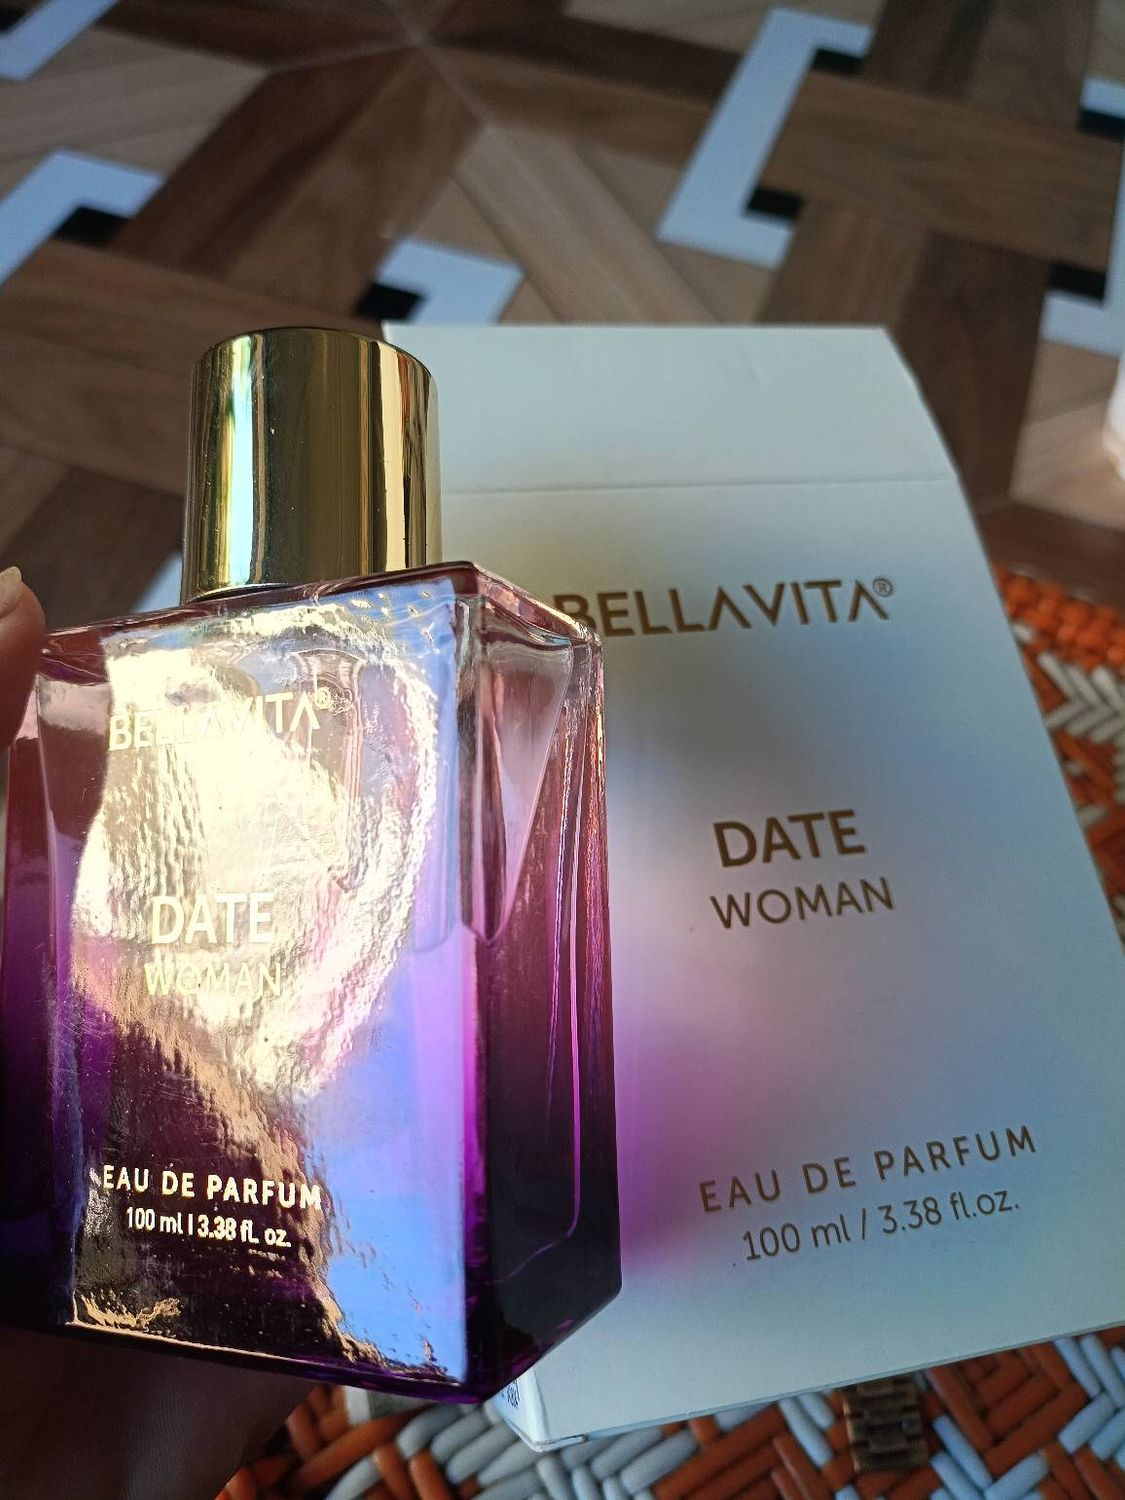 BELLAVITA®
DATE
WOMAN
EAU DE PARFUM
100 ml | 3.38 fl. oz.
BELLAVITA®
DATE
WOMAN
EAU DE PARFUM
100 ml / 3.38 fl.oz.